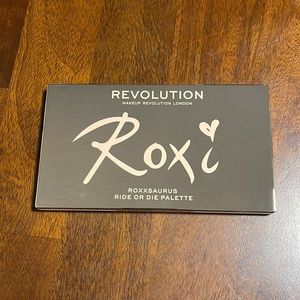 REVOLUTION
MAKEUP REVOLUTION LONDON
Roxi
ROXXSAURUS
RIDE OR DIE PALETTE